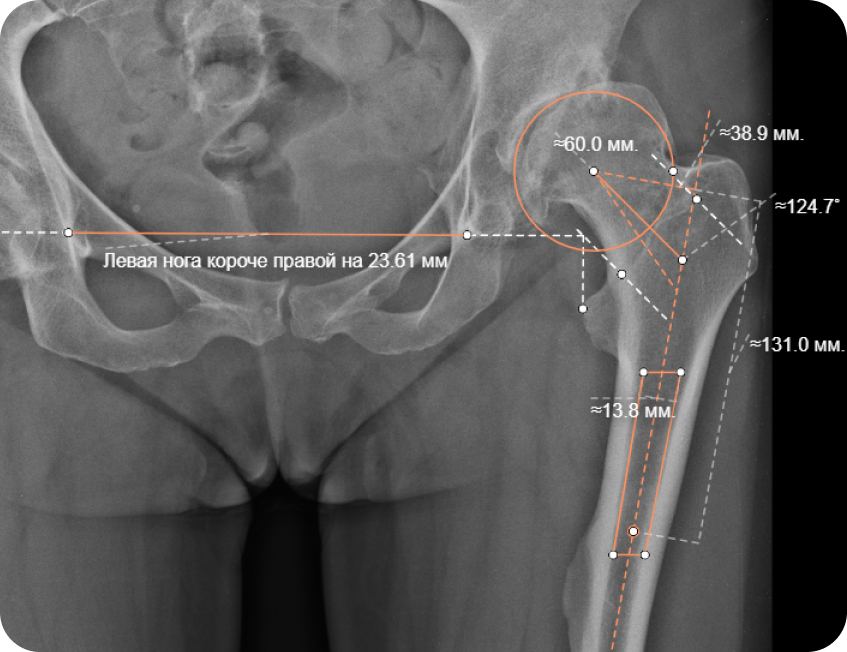 ≈38.9 мм.
≈60.0 мм.
≈124.7°
Левая нога короче правой на 23.61 мм
≈131.0 мм.
≈13.8 мм.